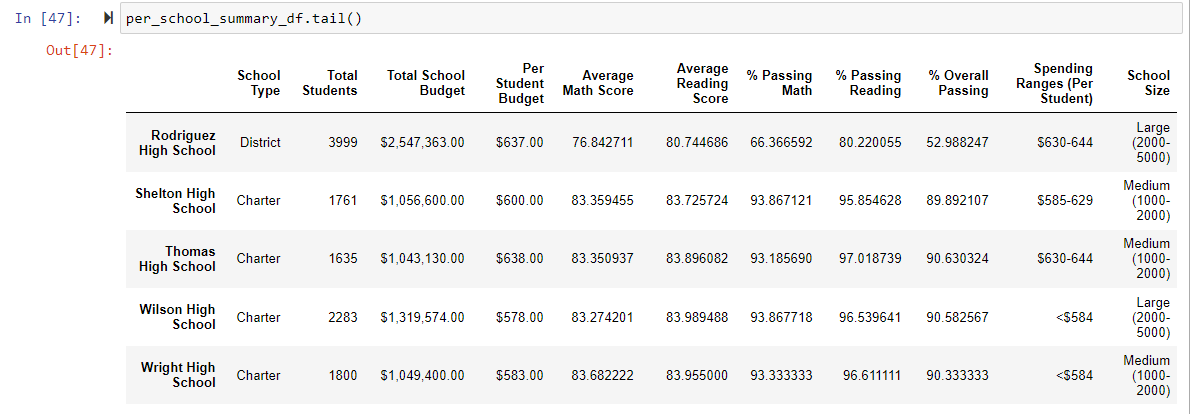 In [47]: per_school_summary_df.tail()
Out[47]:
School Type Total Students Total School Budget Per Student Budget Average Math Score Average Reading Score % Passing Math % Passing Reading % Overall Passing Spending Ranges (Per Student) School Size
Rodriguez High School District 3999 $2,547,363.00 $637.00 76.842711 80.744686 66.366592 80.220055 52.988247 $630-644 Large (2000-5000)
Shelton High School Charter 1761 $1,056,600.00 $600.00 83.359455 83.725724 93.867121 95.854628 89.892107 $585-629 Medium (1000-2000)
Thomas High School Charter 1635 $1,043,130.00 $638.00 83.350937 83.896082 93.185690 97.018739 90.630324 $630-644 Medium (1000-2000)
Wilson High School Charter 2283 $1,319,574.00 $578.00 83.274201 83.989488 93.867718 96.539641 90.582567 <$584 Large (2000-5000)
Wright High School Charter 1800 $1,049,400.00 $583.00 83.682222 83.955000 93.333333 96.611111 90.333333 <$584 Medium (1000-2000)